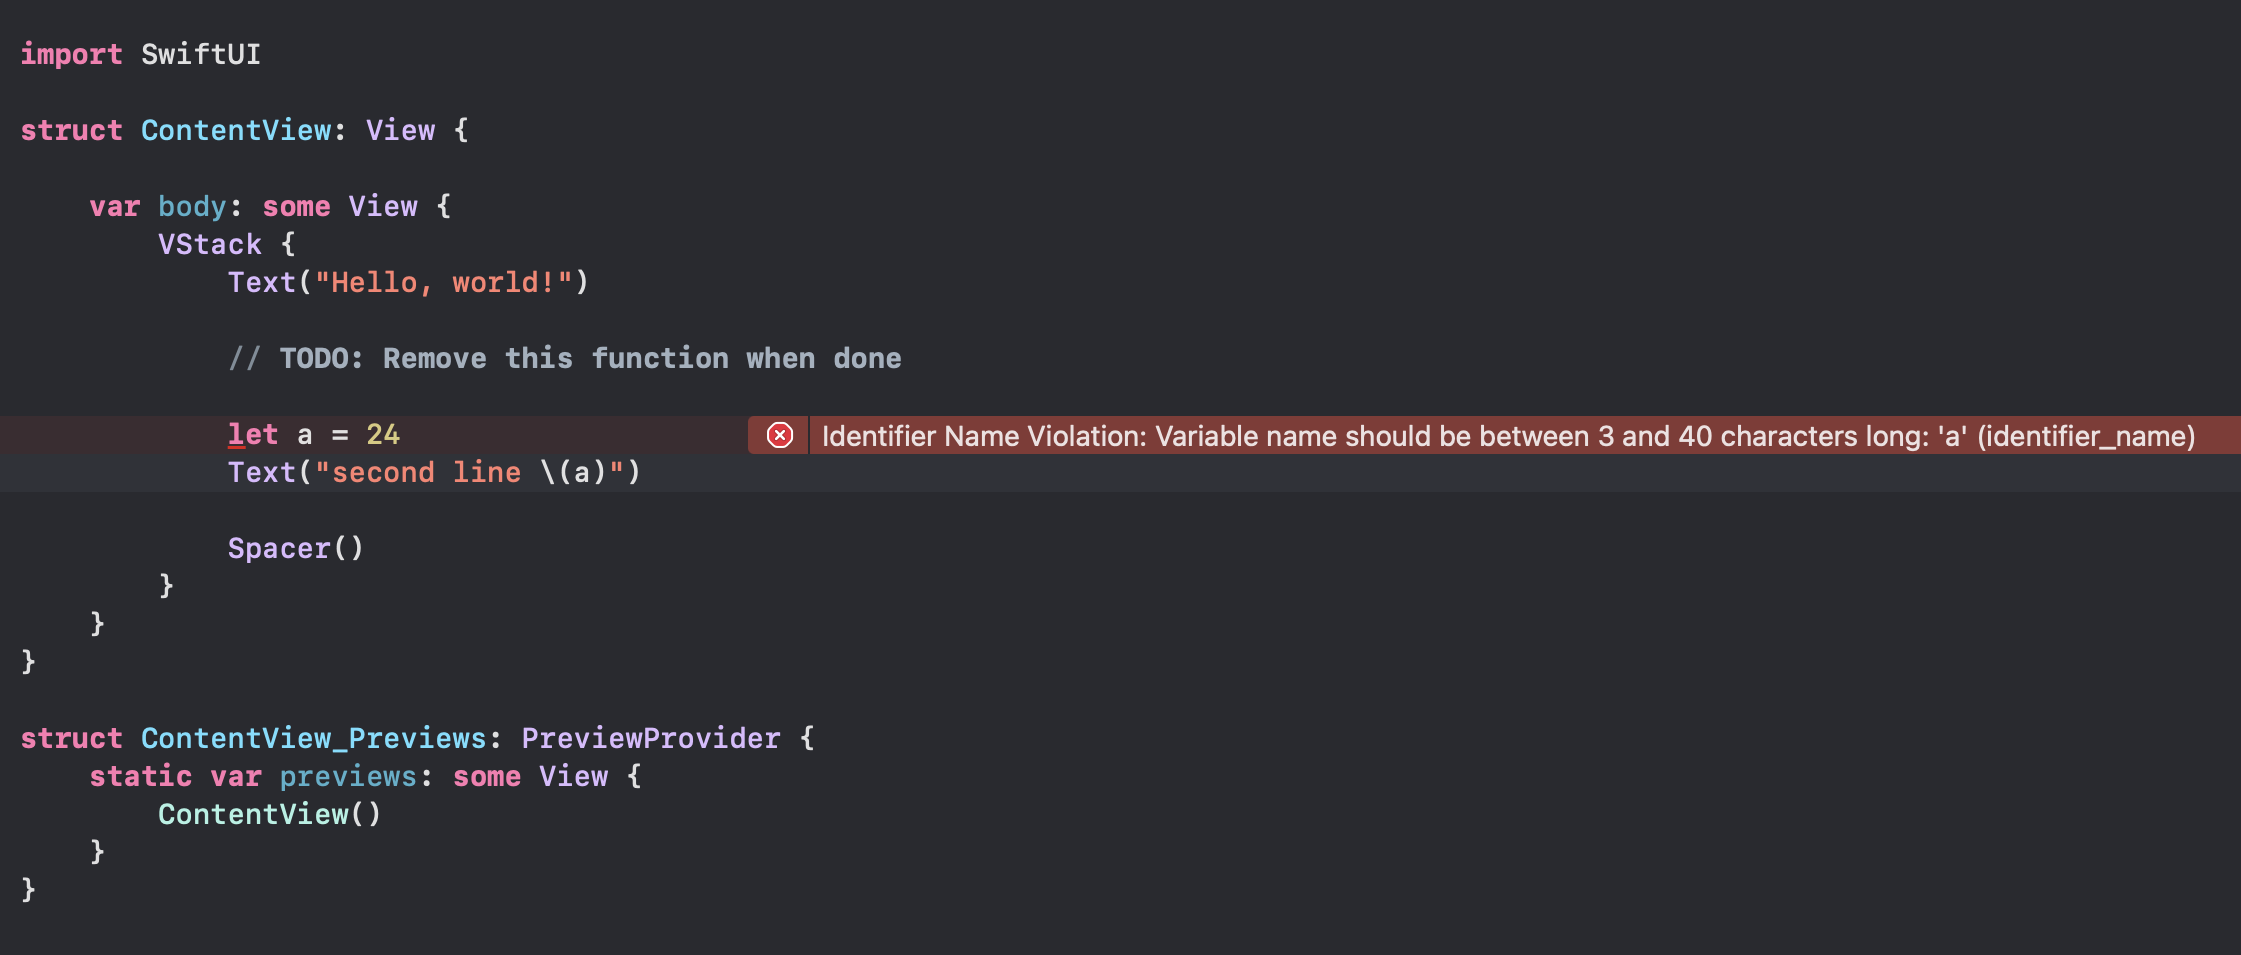 import SwiftUI
struct ContentView: View {
var body: some View {
VStack {
Text("Hello, world!")
// TODO: Remove this function when done
let a = 24
Identifier Name Violation: Variable name should be between 3 and 40 characters long: 'a' (identifier_name)
Text("second line \(a)")
Spacer()
}
}
}
struct ContentView_Previews: PreviewProvider {
static var previews: some View {
ContentView()
}
}